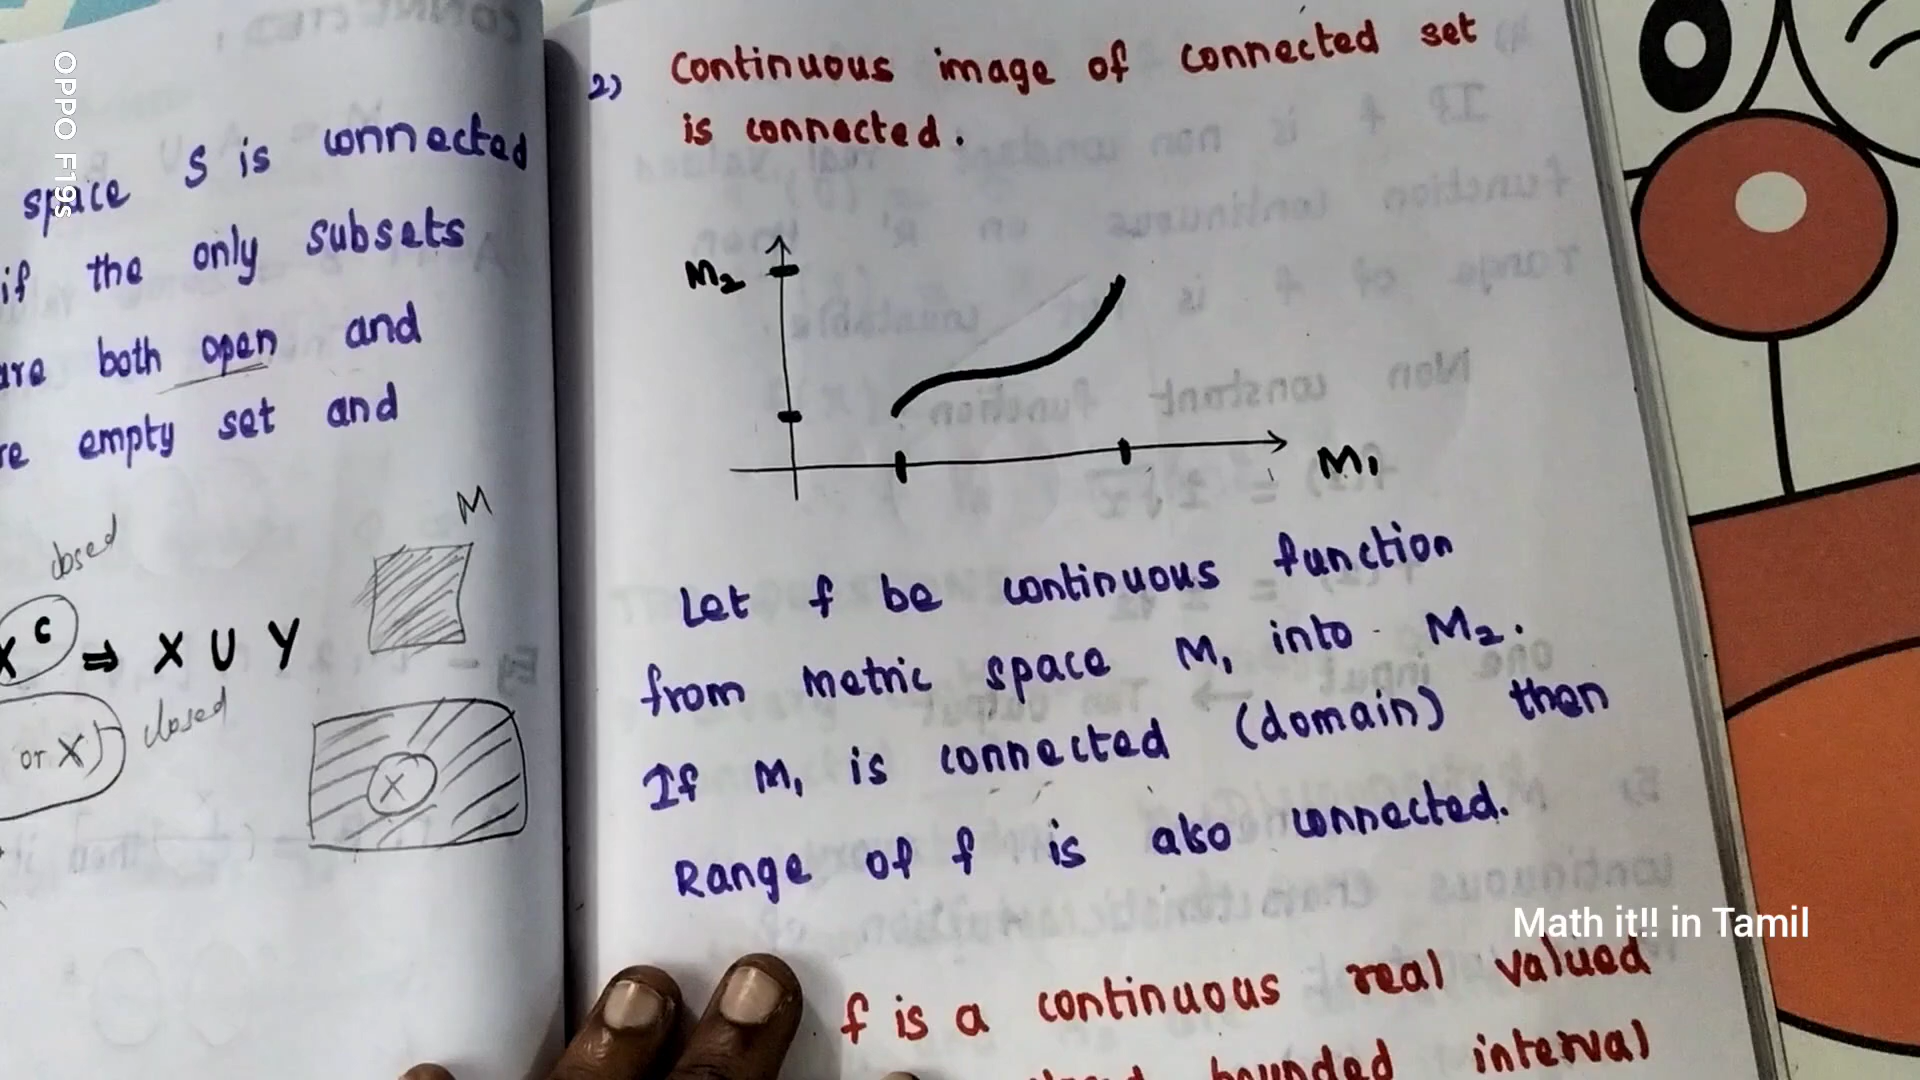 OPPO F19s
space S is connected
if the only subsets
are both open and
empty set and
closed
M
X c ⇒ X U Y
or X) closed
X
2) Continuous image of connected set
is connected.
M2
M1
Let f be continuous function
from metric space M1 into M2.
If M1 is connected (domain) then
Range of f is also connected.
Math it!! in Tamil
f is a continuous real valued
bounded interval